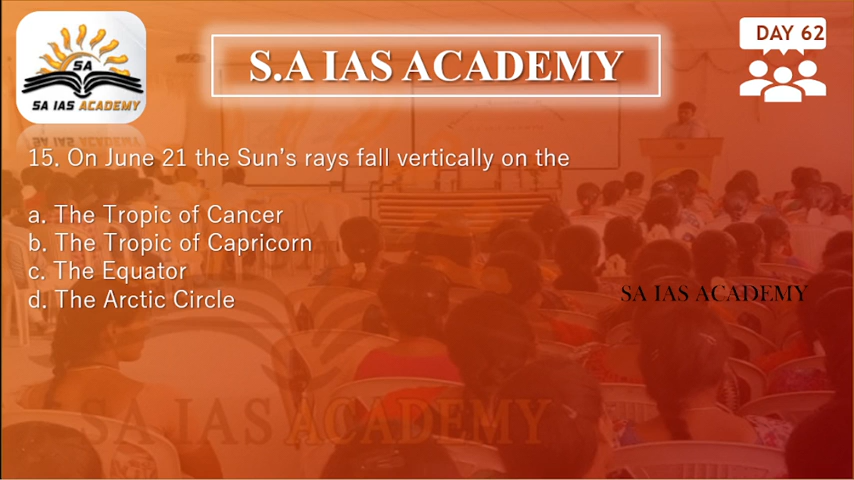 S.A IAS ACADEMY
DAY 62
SA
SA IAS ACADEMY
15. On June 21 the Sun's rays fall vertically on the
a. The Tropic of Cancer
b. The Tropic of Capricorn
c. The Equator
d. The Arctic Circle
SA IAS ACADEMY
SA IAS ACADEMY